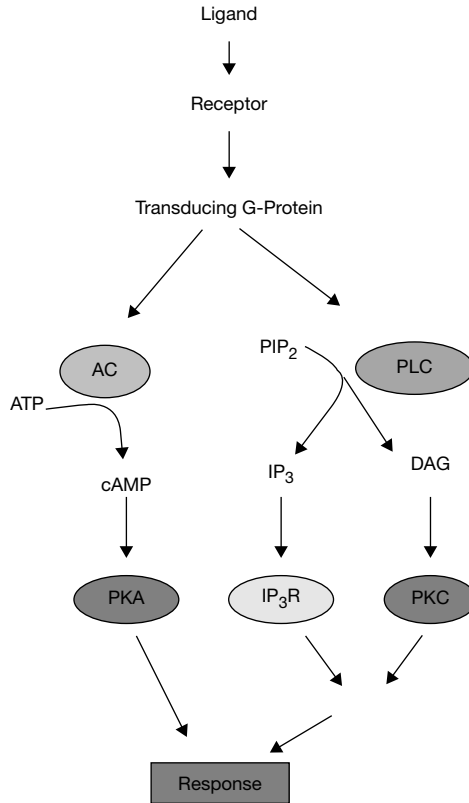 Ligand
Receptor
Transducing G-Protein
AC
PIP₂
PLC
ATP
cAMP
IP₃
DAG
PKA
IP₃R
PKC
Response